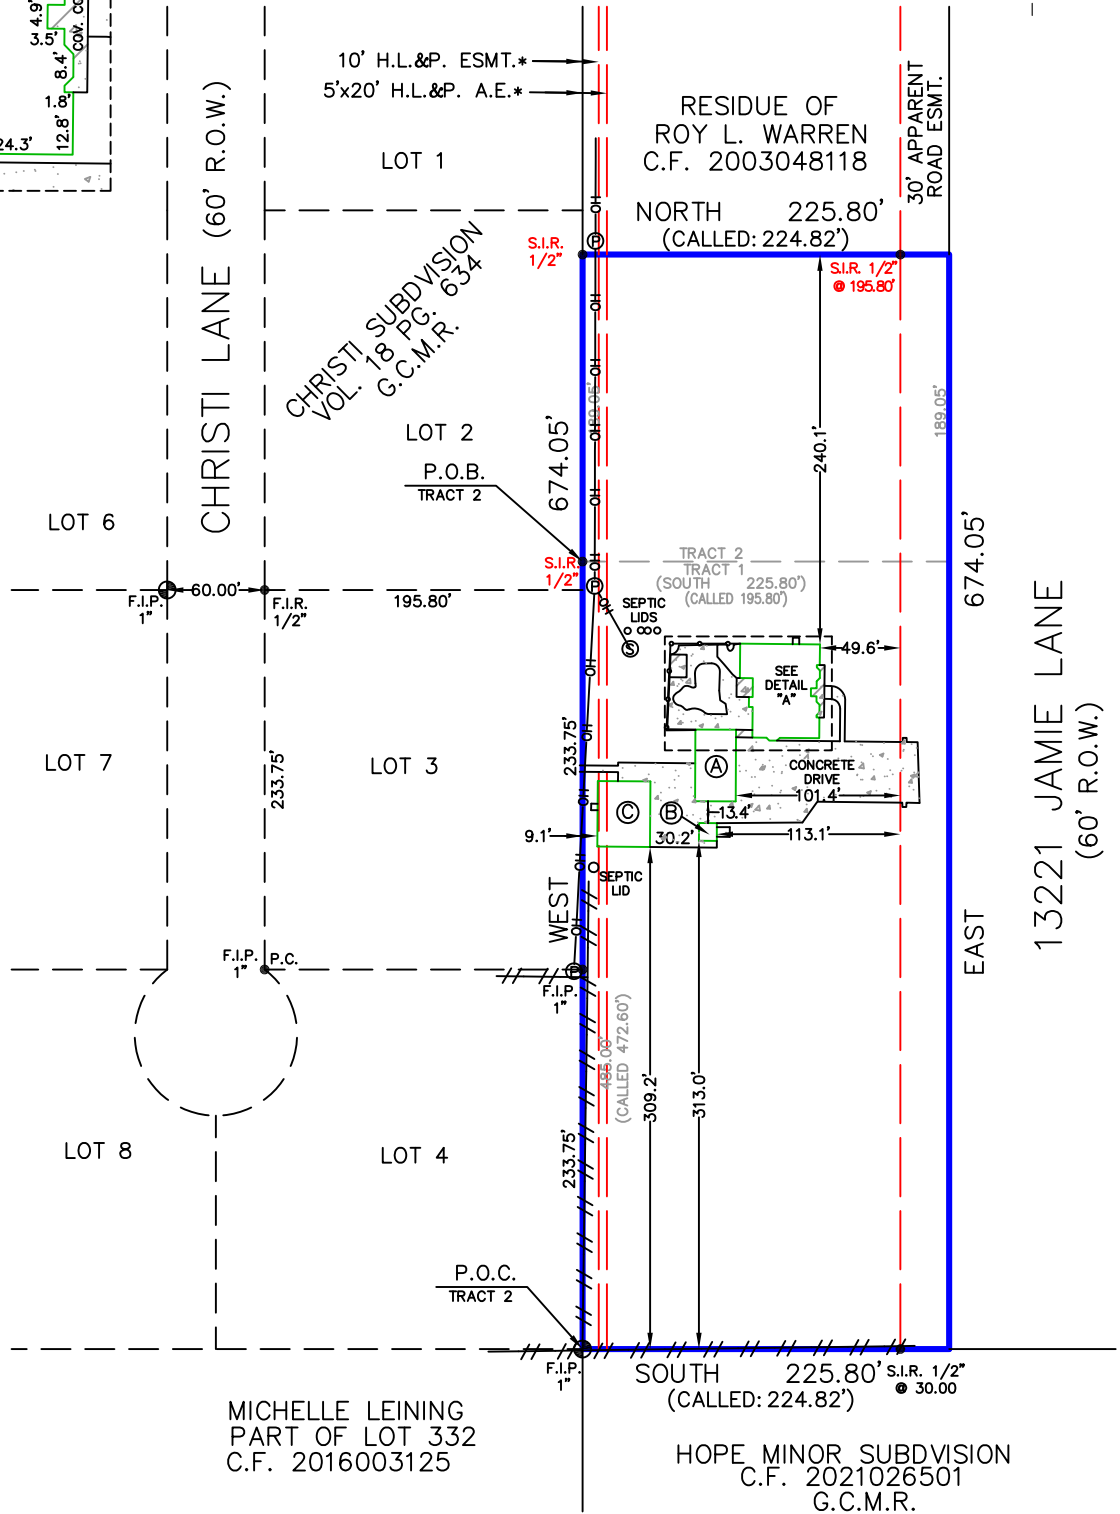 4.9'
3.5'
COV.
8.4'
1.8'
12.8'
24.3'
10' H.L.&P. ESMT.*
5'x20' H.L.&P. A.E.*
LOT 1
CHRISTI LANE (60' R.O.W.)
RESIDUE OF
ROY L. WARREN
C.F. 2003048118
30' APPARENT
ROAD ESMT.
NORTH 225.80'
(CALLED: 224.82')
S.I.R.
1/2"
S.I.R. 1/2"
@ 195.80'
CHRISTI SUBDVISION
VOL. 18 PG. 634
G.C.M.R.
LOT 2
674.05'
189.05'
240.1'
189.05'
P.O.B.
TRACT 2
LOT 6
S.I.R.
1/2"
TRACT 2
TRACT 1
(SOUTH 225.80')
(CALLED 195.80')
674.05'
60.00'
195.80'
F.I.P.
1"
F.I.R.
1/2"
SEPTIC
LIDS
49.6'
SEE
DETAIL
"A"
13221 JAMIE LANE
(60' R.O.W.)
LOT 7
233.75'
LOT 3
233.75'
A
CONCRETE
DRIVE
101.4'
C
B
13.4'
9.1'
30.2'
113.1'
SEPTIC
LID
WEST
EAST
F.I.P.
1"
P.C.
F.I.P.
1"
485.00'
(CALLED 472.60')
309.2'
313.0'
LOT 8
LOT 4
233.75'
P.O.C.
TRACT 2
F.I.P.
1"
SOUTH 225.80'
(CALLED: 224.82')
S.I.R. 1/2"
@ 30.00
MICHELLE LEINING
PART OF LOT 332
C.F. 2016003125
HOPE MINOR SUBDVISION
C.F. 2021026501
G.C.M.R.